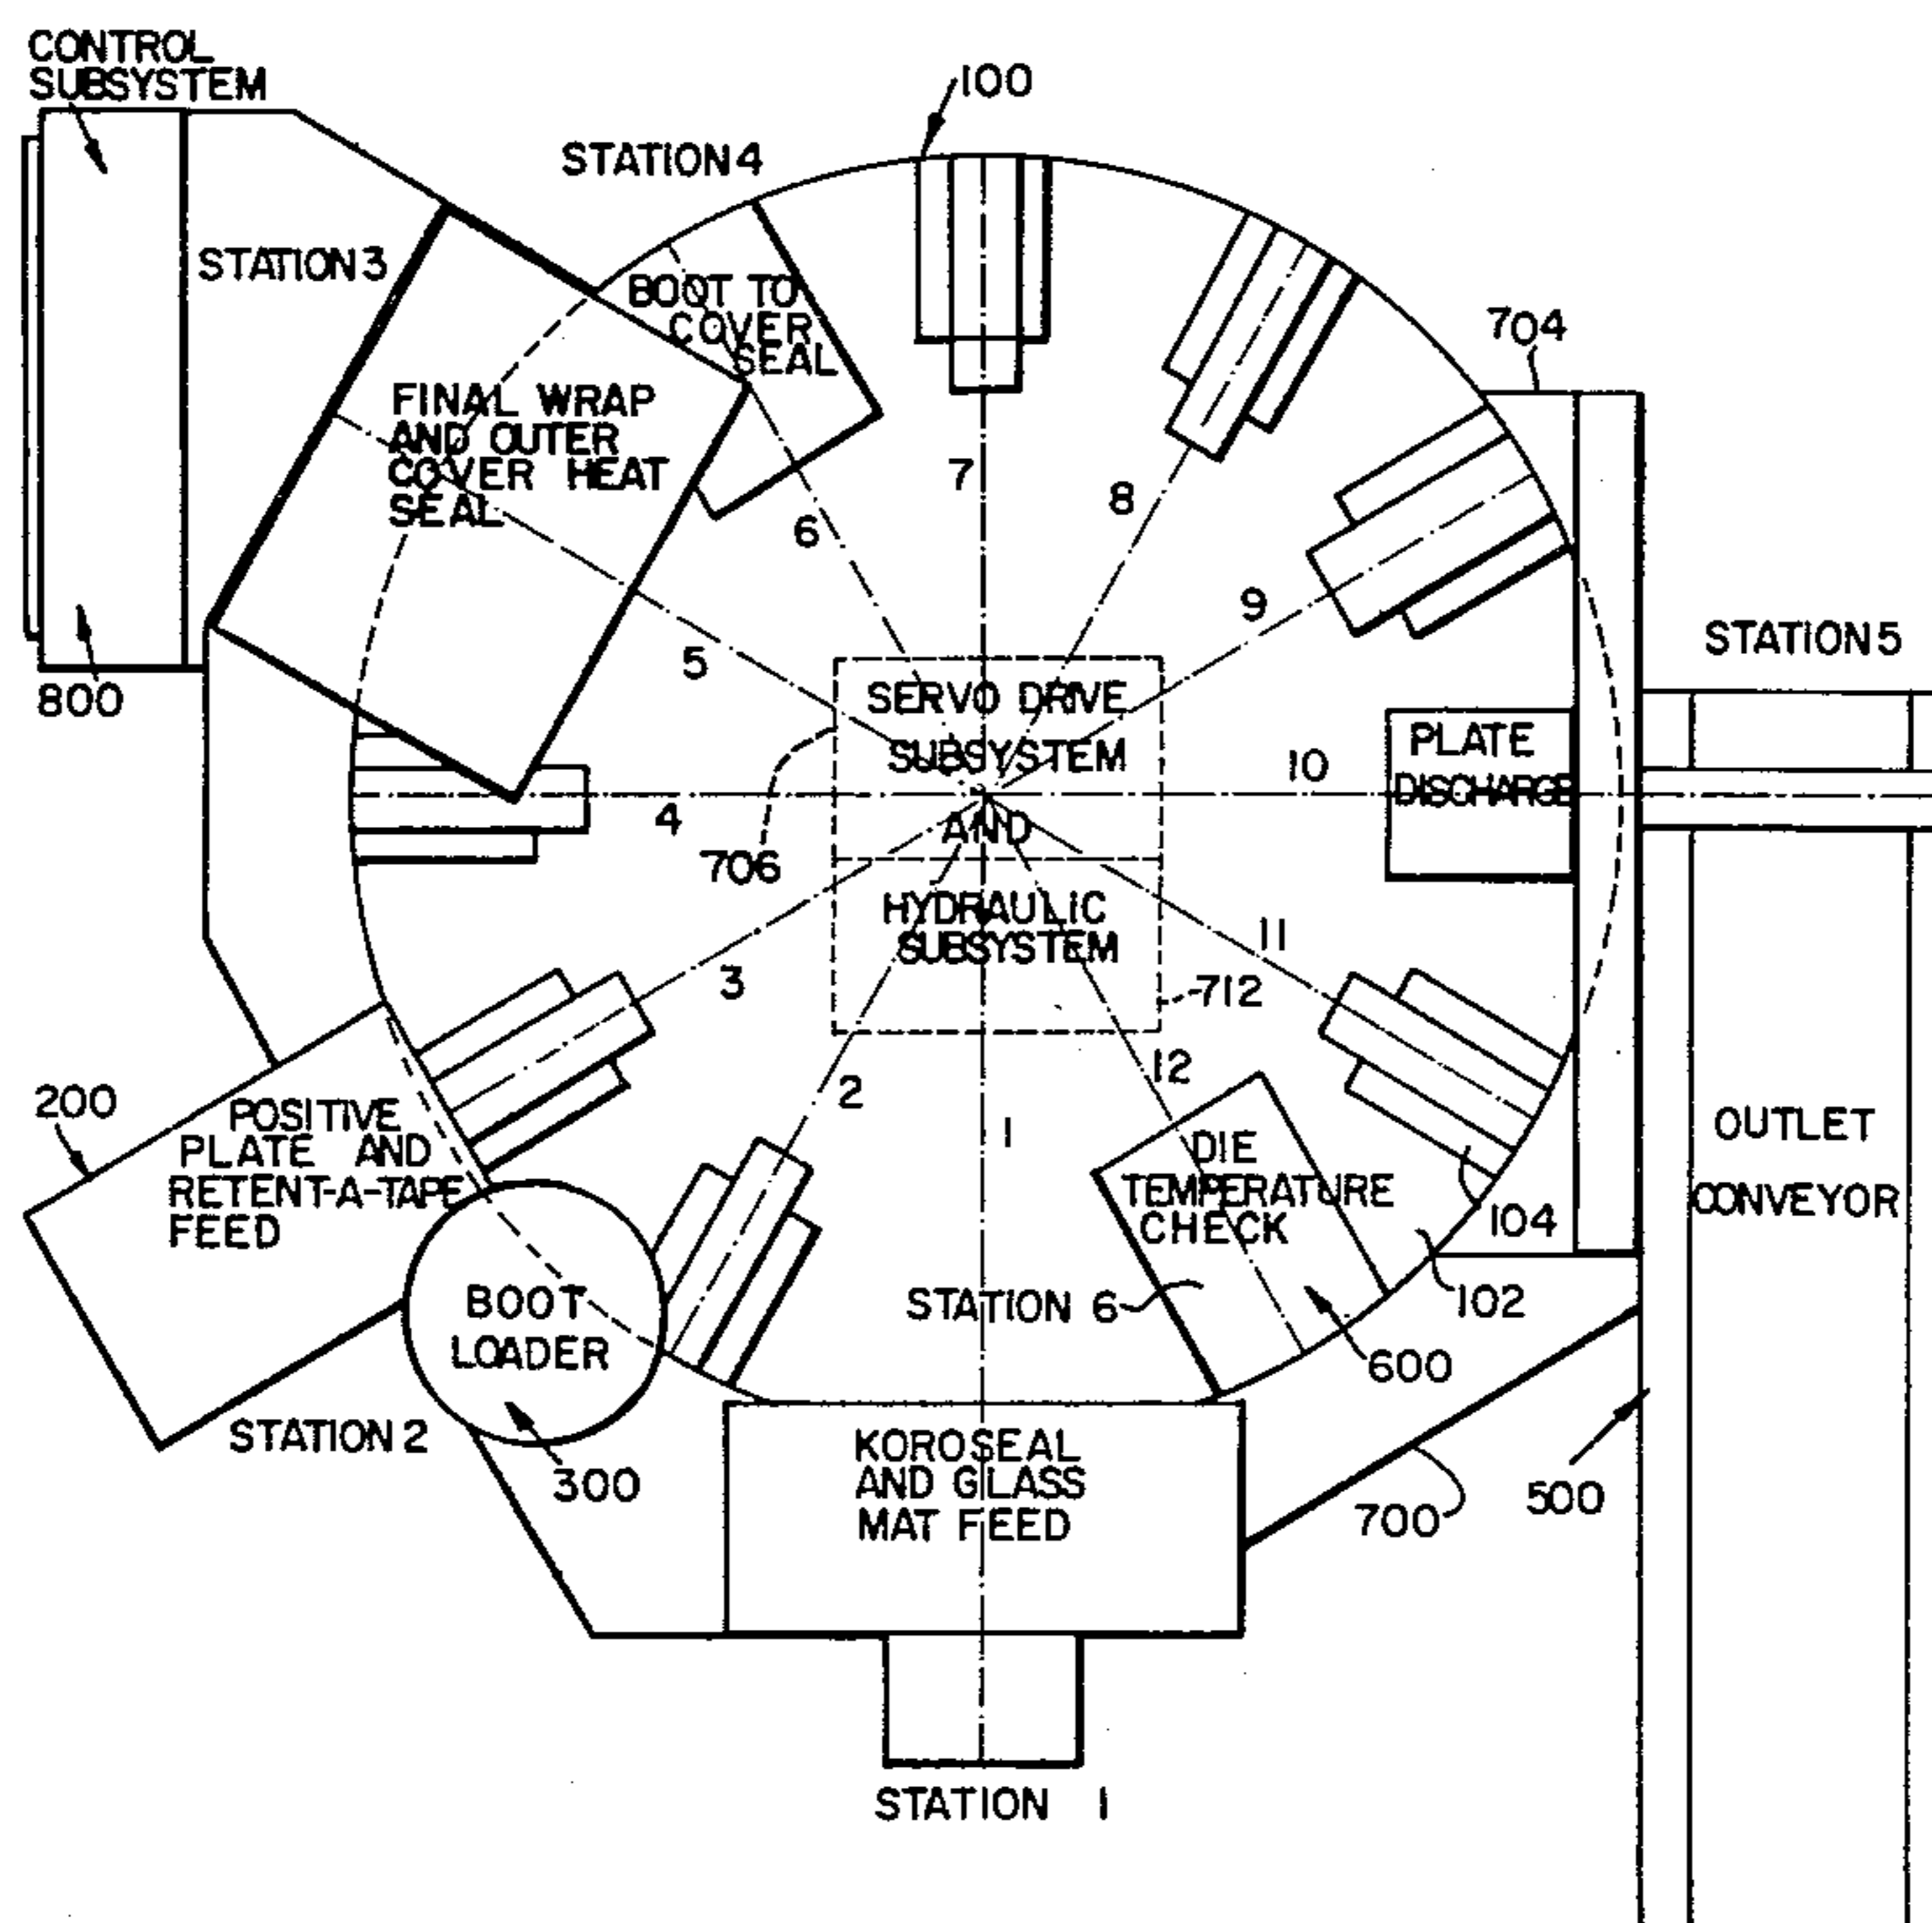 CONTROL
SUBSYSTEM
100
STATION 4
STATION 3
BOOT TO
COVER
SEAL
704
FINAL WRAP
AND OUTER
COVER HEAT
SEAL
7
8
6
9
STATION 5
5
800
SERVO DRIVE
SUBSYSTEM
AND
HYDRAULIC
SUBSYSTEM
PLATE
DISCHARGE
10
4
706
11
3
712
12
2
1
200
POSITIVE
PLATE AND
RETENT-A-TAPE
FEED
DIE
TEMPERATURE
CHECK
OUTLET
CONVEYOR
104
102
STATION 6
BOOT
LOADER
600
STATION 2
300
KOROSEAL
AND GLASS
MAT FEED
700
500
STATION 1